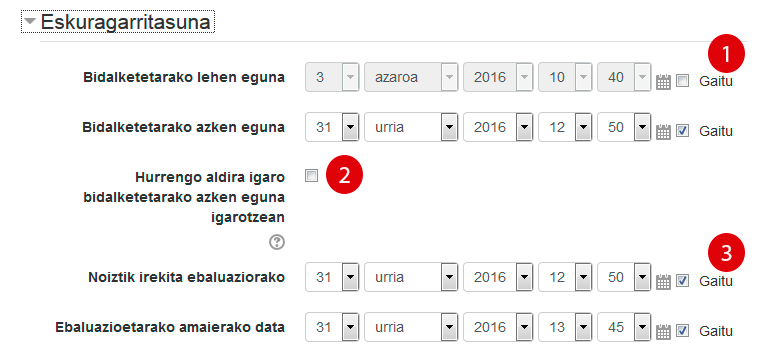 Eskuragarritasuna
1
Bidalketetarako lehen eguna 3 azaroa 2016 10 40 Gaitu
Bidalketetarako azken eguna 31 urria 2016 12 50 Gaitu
Hurrengo aldira igaro 2
bidalketetarako azken eguna
igarotzean
?
3
Noiztik irekita ebaluaziorako 31 urria 2016 12 50 Gaitu
Ebaluazioetarako amaierako data 31 urria 2016 13 45 Gaitu